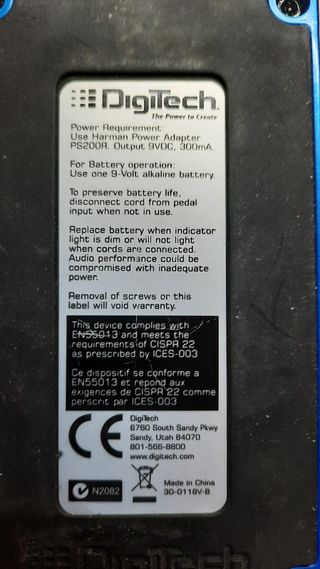 DigiTech
The Power to Create
Power Requirement:
Use Harman Power Adapter
PS200R. Output 9VDC, 300mA.
For Battery operation:
Use one 9-Volt alkaline battery.
To preserve battery life,
disconnect cord from pedal
input when not in use.
Replace battery when indicator
light is dim or will not light
when cords are connected.
Audio performance could be
compromised with inadequate
power.
Removal of screws or this
label will void warranty.
This device complies with
EN55013 and meets the
requirements of CISPR 22
as prescribed by ICES-003
Ce dispositif se conforme a
EN55013 et repond aux
exigences de CISPR 22 comme
perscrit par ICES-003
CE
DigiTech
8760 South Sandy Pkwy
Sandy, Utah 84070
801-566-8800
www.digitech.com
N2082
Made in China
30-0118V-B
DigiTech